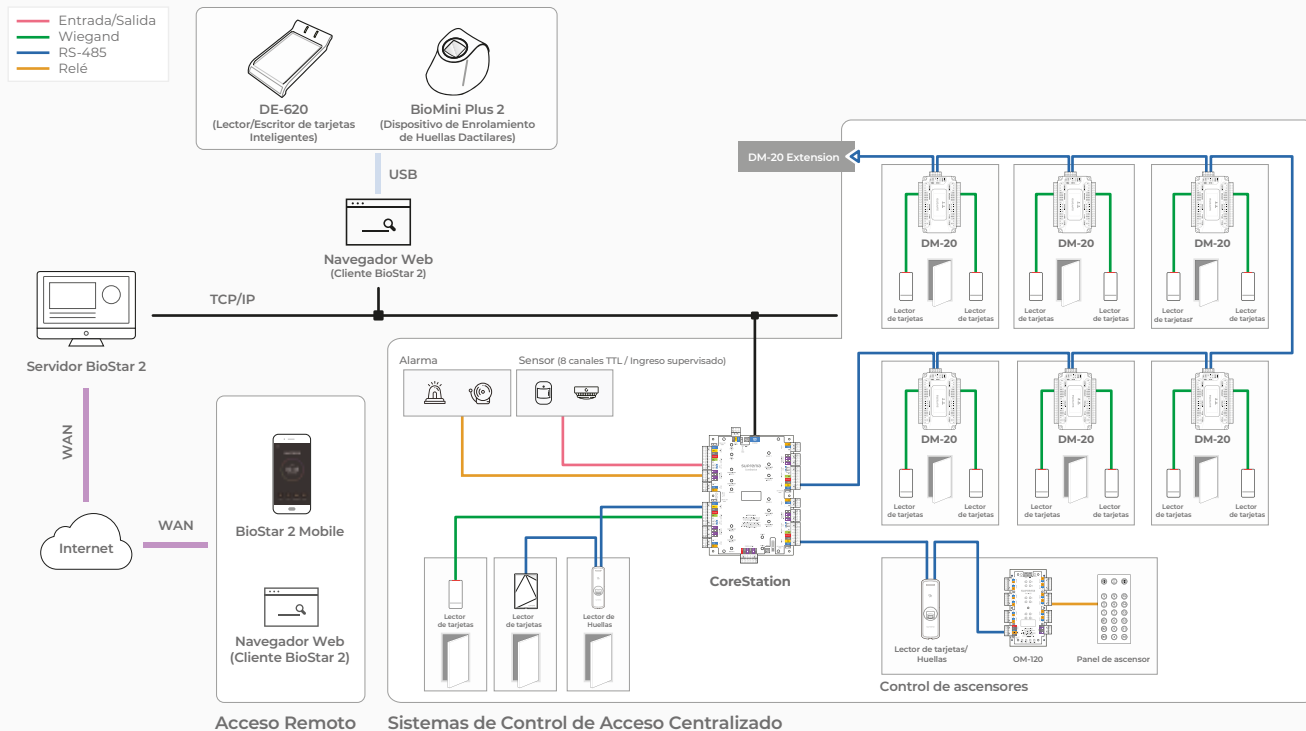 Entrada/Salida
Wiegand
RS-485
Relé
DE-620
(Lector/Escritor de tarjetas
Inteligentes)
BioMini Plus 2
(Dispositivo de Enrolamiento
de Huellas Dactilares)
USB
Navegador Web
(Cliente BioStar 2)
TCP/IP
Servidor BioStar 2
WAN
Internet
WAN
BioStar 2 Mobile
Navegador Web
(Cliente BioStar 2)
Acceso Remoto
DM-20 Extension
DM-20
Lector
de tarjetas
Lector
de tarjetas
DM-20
Lector
de tarjetas
Lector
de tarjetas
DM-20
Lector
de tarjetas
Lector
de tarjetas
DM-20
Lector
de tarjetas
Lector
de tarjetas
DM-20
Lector
de tarjetas
Lector
de tarjetas
DM-20
Lector
de tarjetas
Lector
de tarjetas
Alarma
Sensor (8 canales TTL / Ingreso supervisado)
CoreStation
Lector
de tarjetas
Lector
de tarjetas
Lector de
Huellas
Lector de tarjetas/
Huellas
OM-120
Panel de ascensor
Control de ascensores
Sistemas de Control de Acceso Centralizado